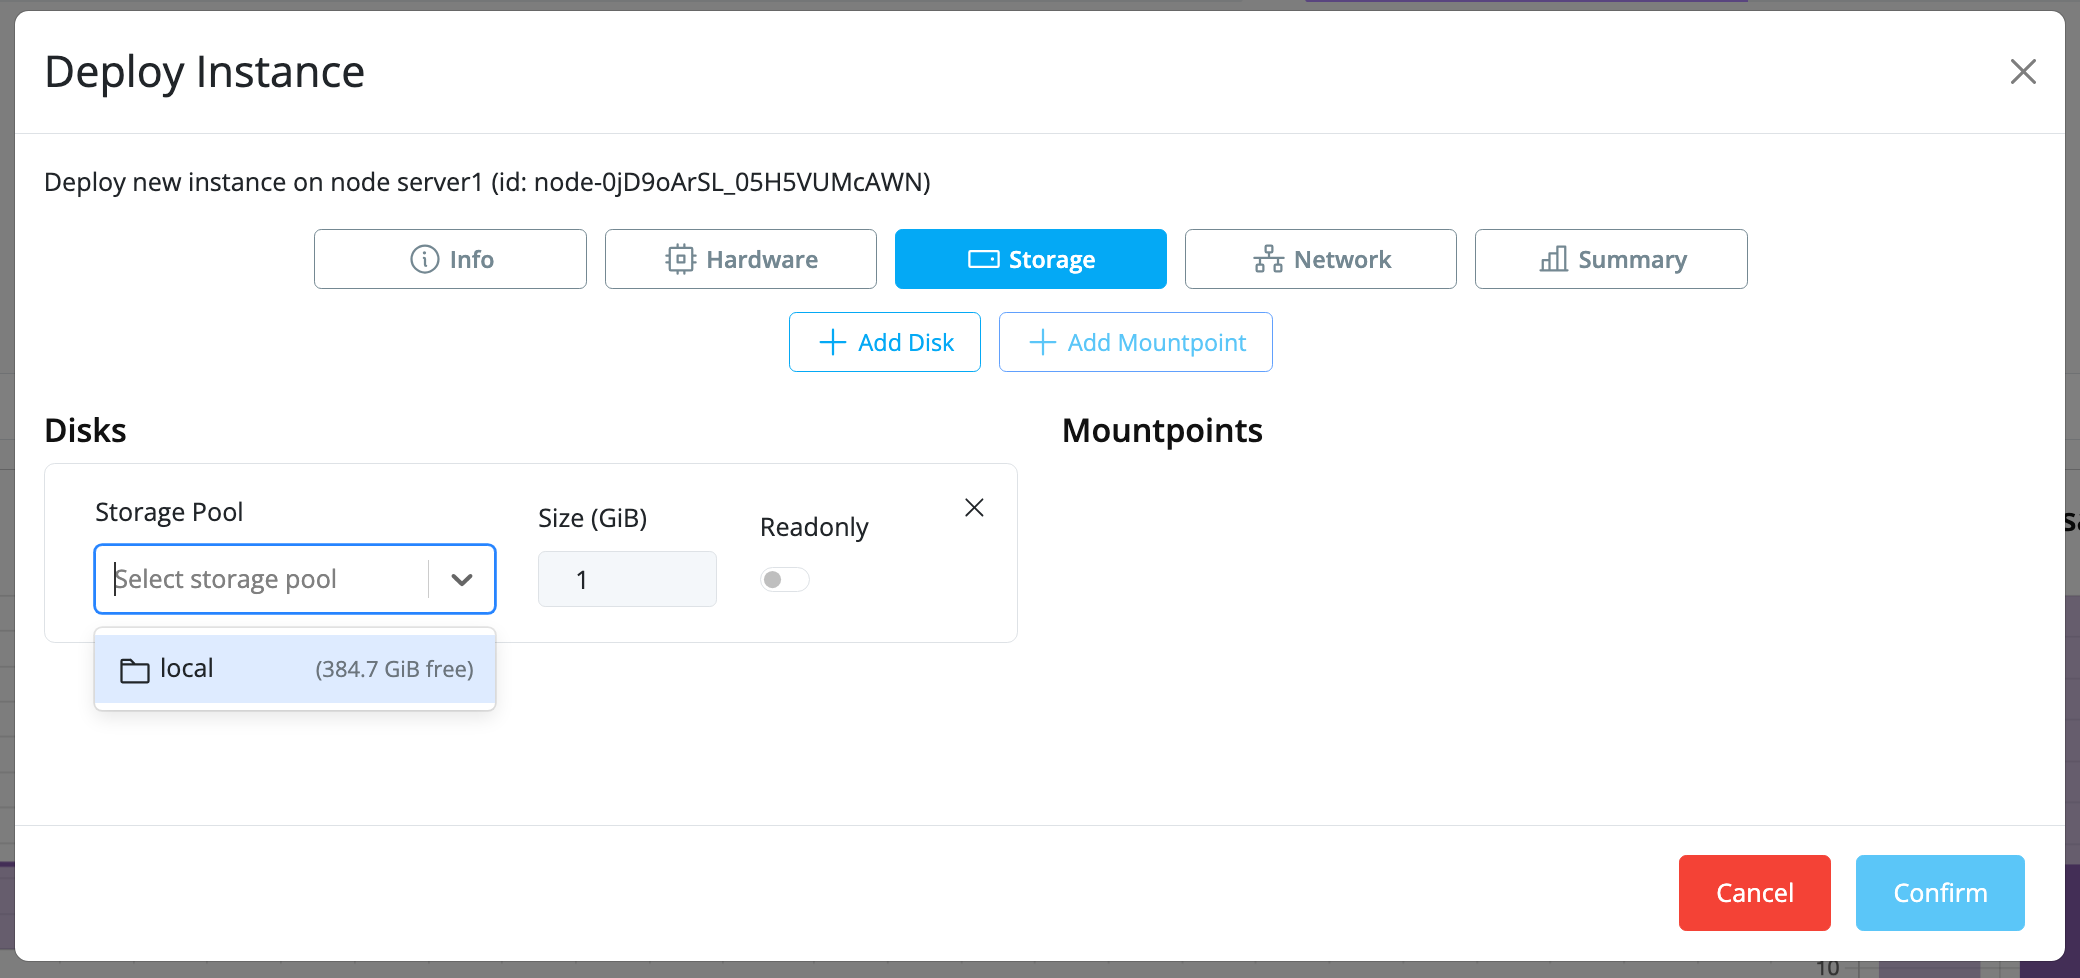 Deploy Instance
Deploy new instance on node server1 (id: node-0jD9oArSL_05H5VUMcAWN)
Info
Hardware
Storage
Network
Summary
Add Disk
Add Mountpoint
Disks
Mountpoints
Storage Pool
Size (GiB)
Readonly
Select storage pool
1
local
(384.7 GiB free)
Cancel
Confirm
10